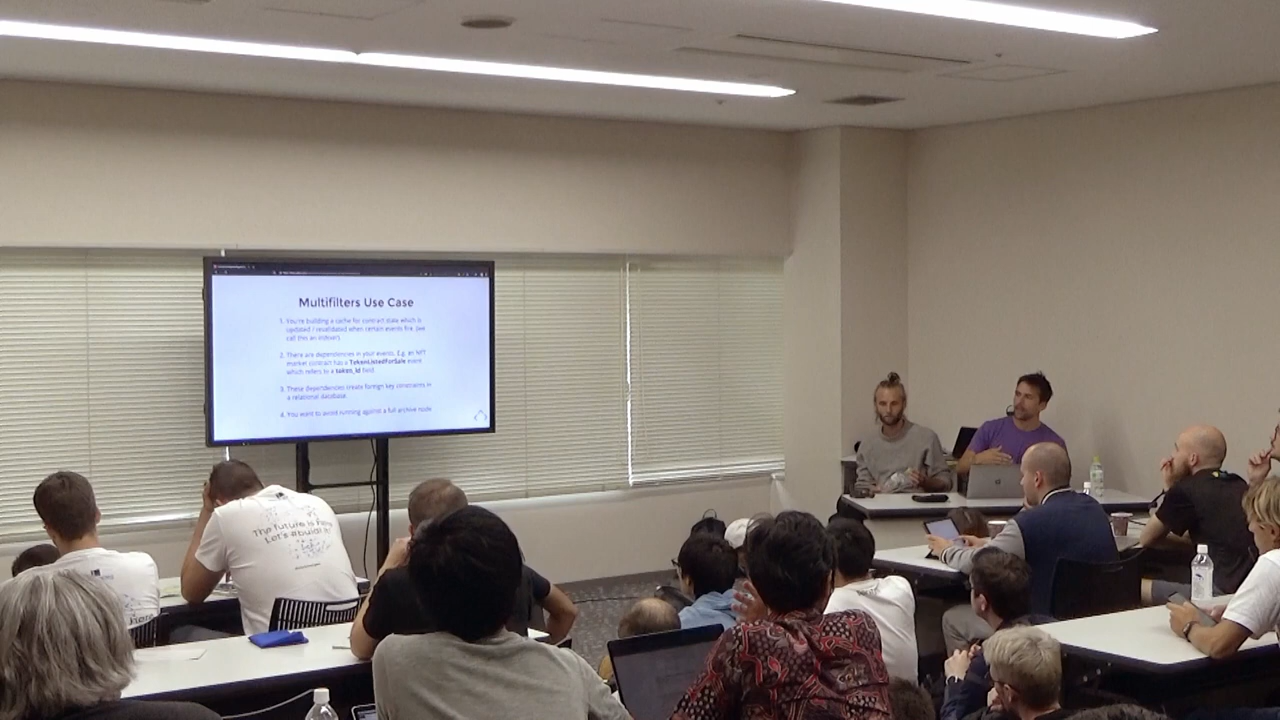 Multifilters Use Case
1. You're building a cache for contract state which is
updated / revalidated when certain events fire. (we
call this an indexer)
2. There are dependencies in your events. E.g. an NFT
market contract has a TokenListedForSale event
which refers to a token_id field.
3. These dependencies create foreign key constraints in
a relational database.
4. You want to avoid running against a full archive node
The future is
Let's #buidl it!